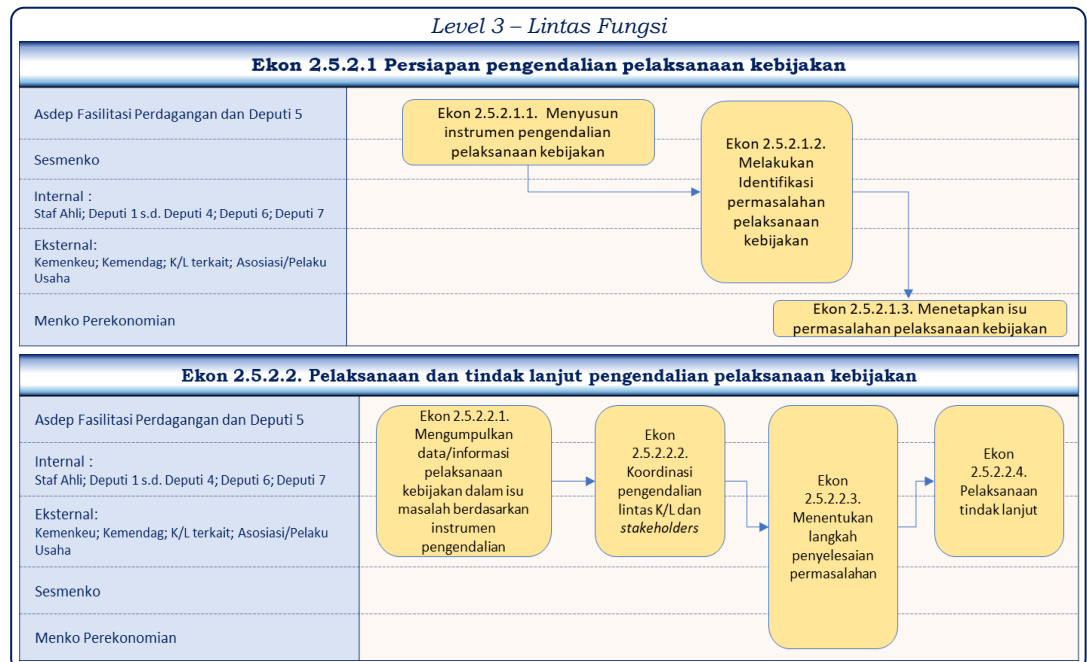 Level 3 – Lintas Fungsi
Ekon 2.5.2.1 Persiapan pengendalian pelaksanaan kebijakan
Asdep Fasilitasi Perdagangan dan Deputi 5
Sesmenko
Internal :
Staf Ahli; Deputi 1 s.d. Deputi 4; Deputi 6; Deputi 7
Eksternal:
Kemenkeu; Kemendag; K/L terkait; Asosiasi/Pelaku
Usaha
Menko Perekonomian
Ekon 2.5.2.1.1. Menyusun
instrumen pengendalian
pelaksanaan kebijakan
Ekon 2.5.2.1.2.
Melakukan
Identifikasi
permasalahan
pelaksanaan
kebijakan
Ekon 2.5.2.1.3. Menetapkan isu
permasalahan pelaksanaan kebijakan
Ekon 2.5.2.2. Pelaksanaan dan tindak lanjut pengendalian pelaksanaan kebijakan
Asdep Fasilitasi Perdagangan dan Deputi 5
Internal :
Staf Ahli; Deputi 1 s.d. Deputi 4; Deputi 6; Deputi 7
Eksternal:
Kemenkeu; Kemendag; K/L terkait; Asosiasi/Pelaku
Usaha
Sesmenko
Menko Perekonomian
Ekon 2.5.2.2.1.
Mengumpulkan
data/informasi
pelaksanaan
kebijakan dalam isu
masalah berdasarkan
instrumen
pengendalian
Ekon
2.5.2.2.2.
Koordinasi
pengendalian
lintas K/L dan
stakeholders
Ekon
2.5.2.2.3.
Menentukan
langkah
penyelesaian
permasalahan
Ekon
2.5.2.2.4.
Pelaksanaan
tindak lanjut